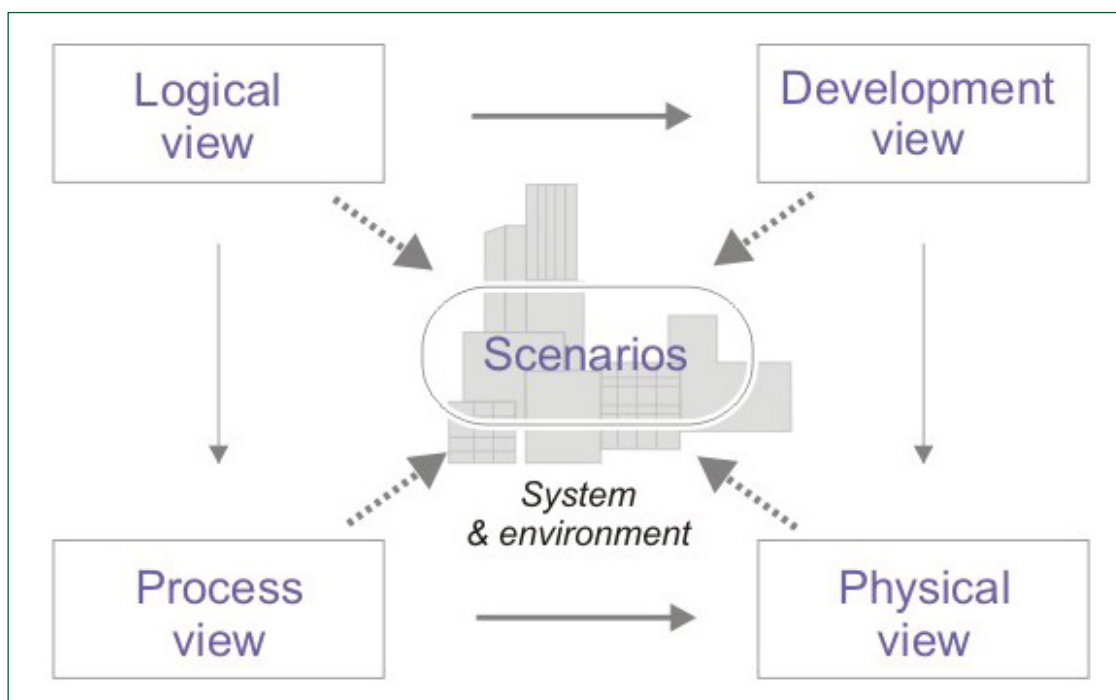 Logical
view
Development
view
Scenarios
System
& environment
Process
view
Physical
view